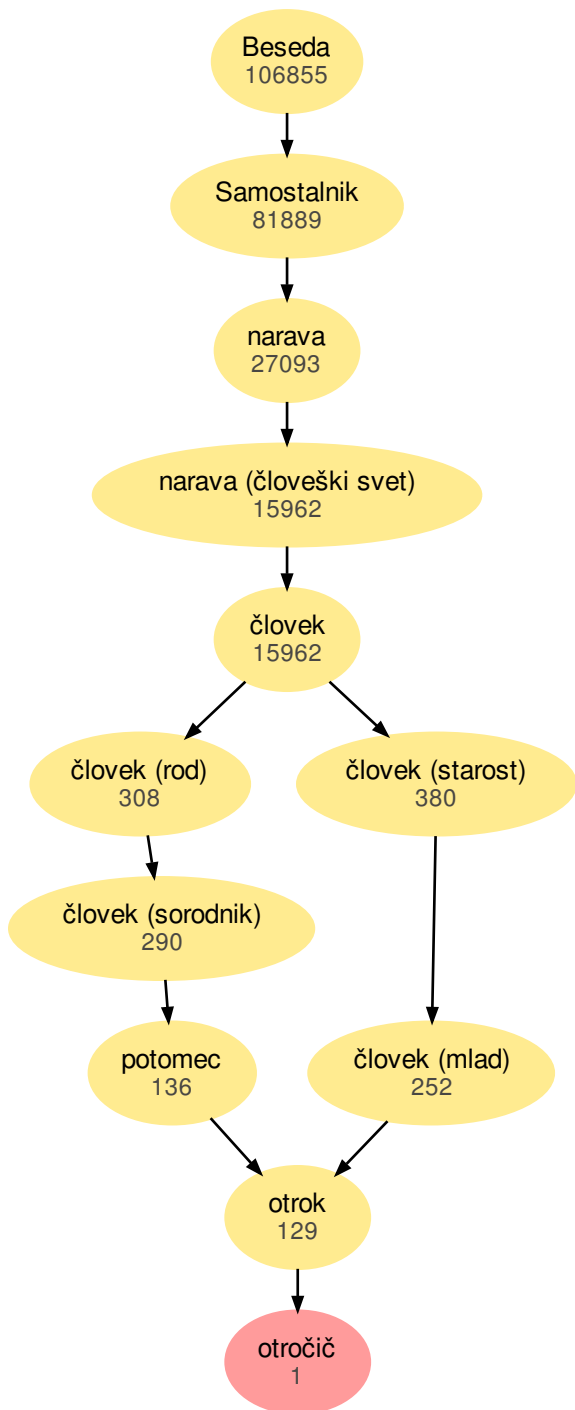 Beseda
106855
Samostalnik
81889
narava
27093
narava (človeški svet)
15962
človek
15962
človek (rod)
308
človek (starost)
380
človek (sorodnik)
290
potomec
136
človek (mlad)
252
otrok
129
otročič
1